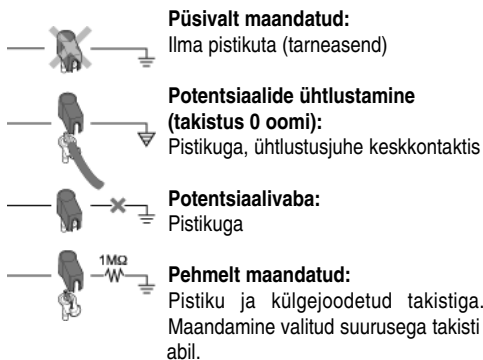 Püsivalt maandatud:
Ilma pistikuta (tarneasend)
Potentsiaalide ühtlustamine
(takistus 0 oomi):
Pistikuga, ühtlustusjuhe keskkontaktis
Potentsiaalivaba:
Pistikuga
1MΩ
Pehmelt maandatud:
Pistiku ja külgejoodetud takistiga.
Maandamine valitud suurusega takisti
abil.